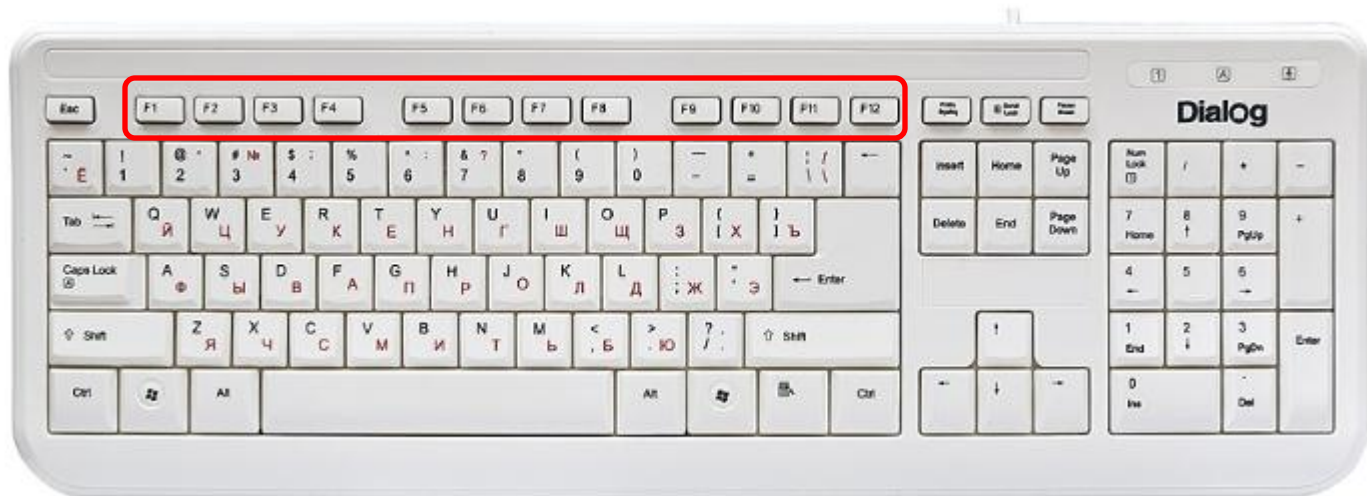 Dialog
Esc F1 F2 F3 F4 F5 F6 F7 F8 F9 F10 F11 F12
~ ` Ё ! 1 @ " 2 # № 3 $ ; 4 % 5 6 & ? 7 * 8 ( 9 ) 0 — - = \ / Insert Home Page Up Num Lock / -
Tab Q Й W Ц E У R К T Е Y Н U Г I Ш O Щ P З { [ Х } ] Ъ Delete End Page Down 7 Home 8 ↑ 9 PgUp +
Caps Lock A Ф S Ы D В F А G П H Р J О K Л L Д : ; Ж " ' Э ← Enter 4 ← 5 6 →
⇧ Shift Z Я X Ч C С V М B И N Т M Ь < , Б > . Ю ? / . ⇧ Shift ↑ 1 End 2 ↓ 3 PgDn Enter
Ctrl Alt Alt Ctrl ← ↓ → 0 Ins . Del